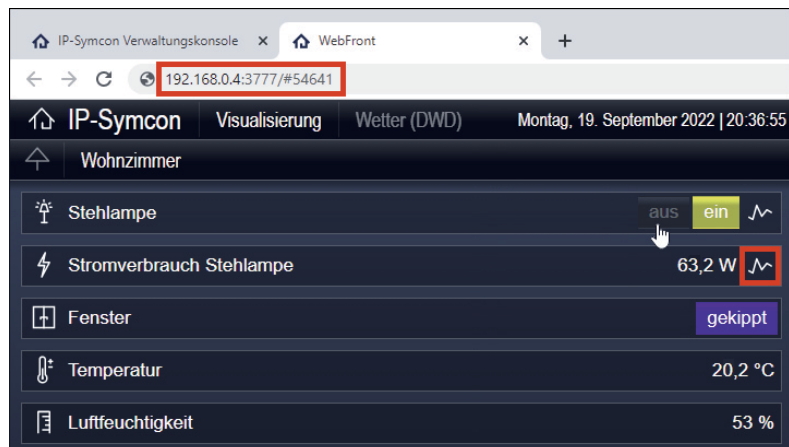 IP-Symcon Verwaltungskonsole × WebFront × +
192.168.0.4:3777/#54641
IP-Symcon Visualisierung Wetter (DWD) Montag, 19. September 2022 | 20:36:55
Wohnzimmer
Stehlampe aus ein
Stromverbrauch Stehlampe 63,2 W
Fenster gekippt
Temperatur 20,2 °C
Luftfeuchtigkeit 53 %